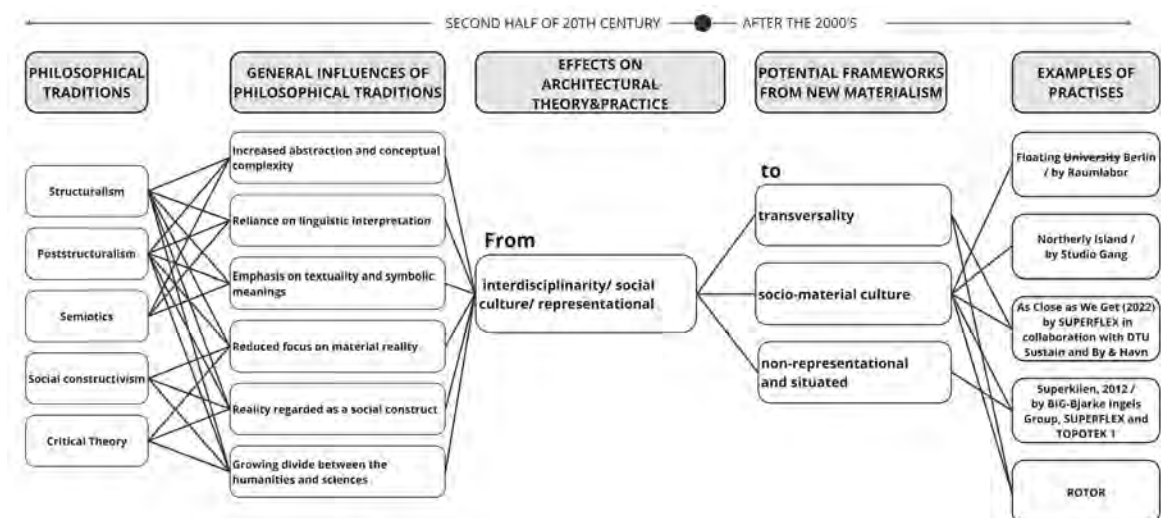 SECOND HALF OF 20TH CENTURY
AFTER THE 2000'S
PHILOSOPHICAL
TRADITIONS
GENERAL INFLUENCES OF
PHILOSOPHICAL TRADITIONS
EFFECTS ON
ARCHITECTURAL
THEORY&PRACTICE
POTENTIAL FRAMEWORKS
FROM NEW MATERIALISM
EXAMPLES OF
PRACTISES
Structuralism
Poststructuralism
Semiotics
Social constructivism
Critical Theory
Increased abstraction and conceptual
complexity
Reliance on linguistic interpretation
Emphasis on textuality and symbolic
meanings
Reduced focus on material reality
Reality regarded as a social construct
Growing divide between the
humanities and sciences
From
interdisciplinarity/ social
culture/ representational
to
transversality
socio-material culture
non-representational
and situated
Floating University Berlin
/ by Raumlabor
Northerly Island /
by Studio Gang
As Close as We Get (2022)
by SUPERFLEX in
collaboration with DTU
Sustain and By & Havn
Superkilen, 2012 /
by BIG-Bjarke Ingels
Group, SUPERFLEX and
TOPOTEK 1
ROTOR